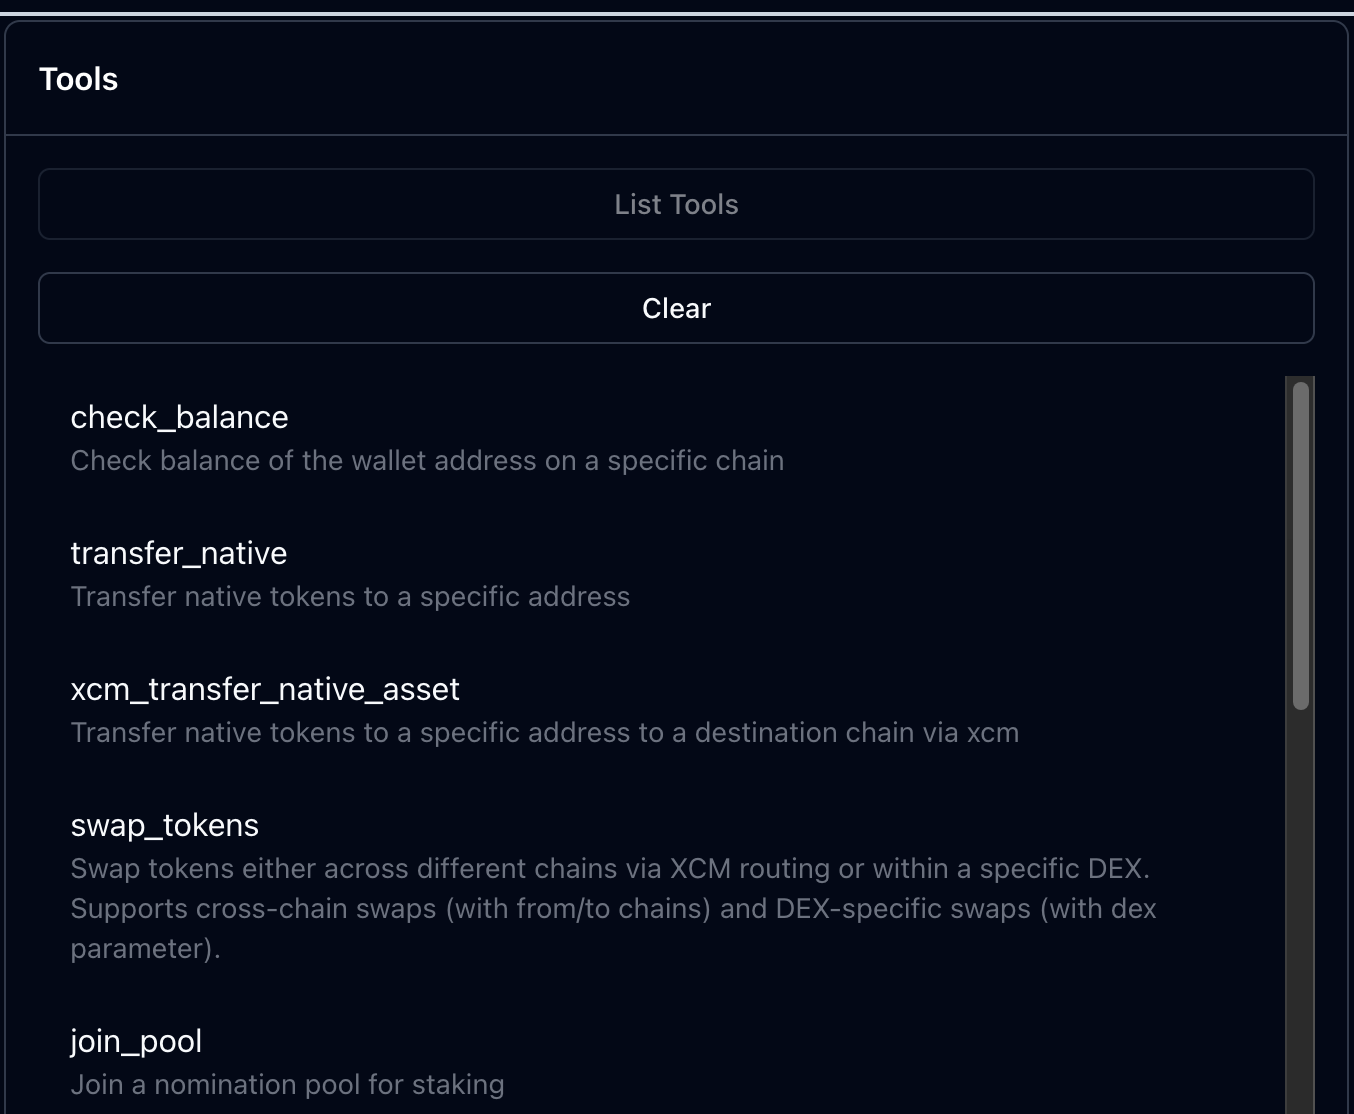 Tools
List Tools
Clear
check_balance
Check balance of the wallet address on a specific chain
transfer_native
Transfer native tokens to a specific address
xcm_transfer_native_asset
Transfer native tokens to a specific address to a destination chain via xcm
swap_tokens
Swap tokens either across different chains via XCM routing or within a specific DEX.
Supports cross-chain swaps (with from/to chains) and DEX-specific swaps (with dex
parameter).
join_pool
Join a nomination pool for staking